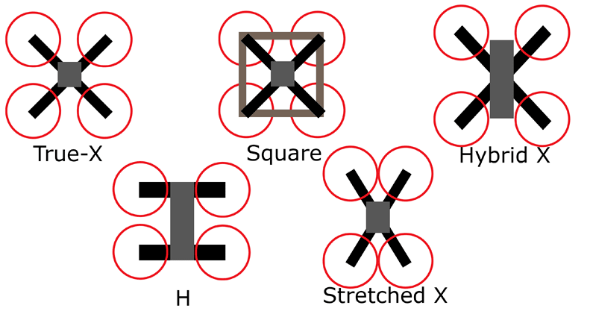 True-X
Square
Hybrid X
H
Stretched X